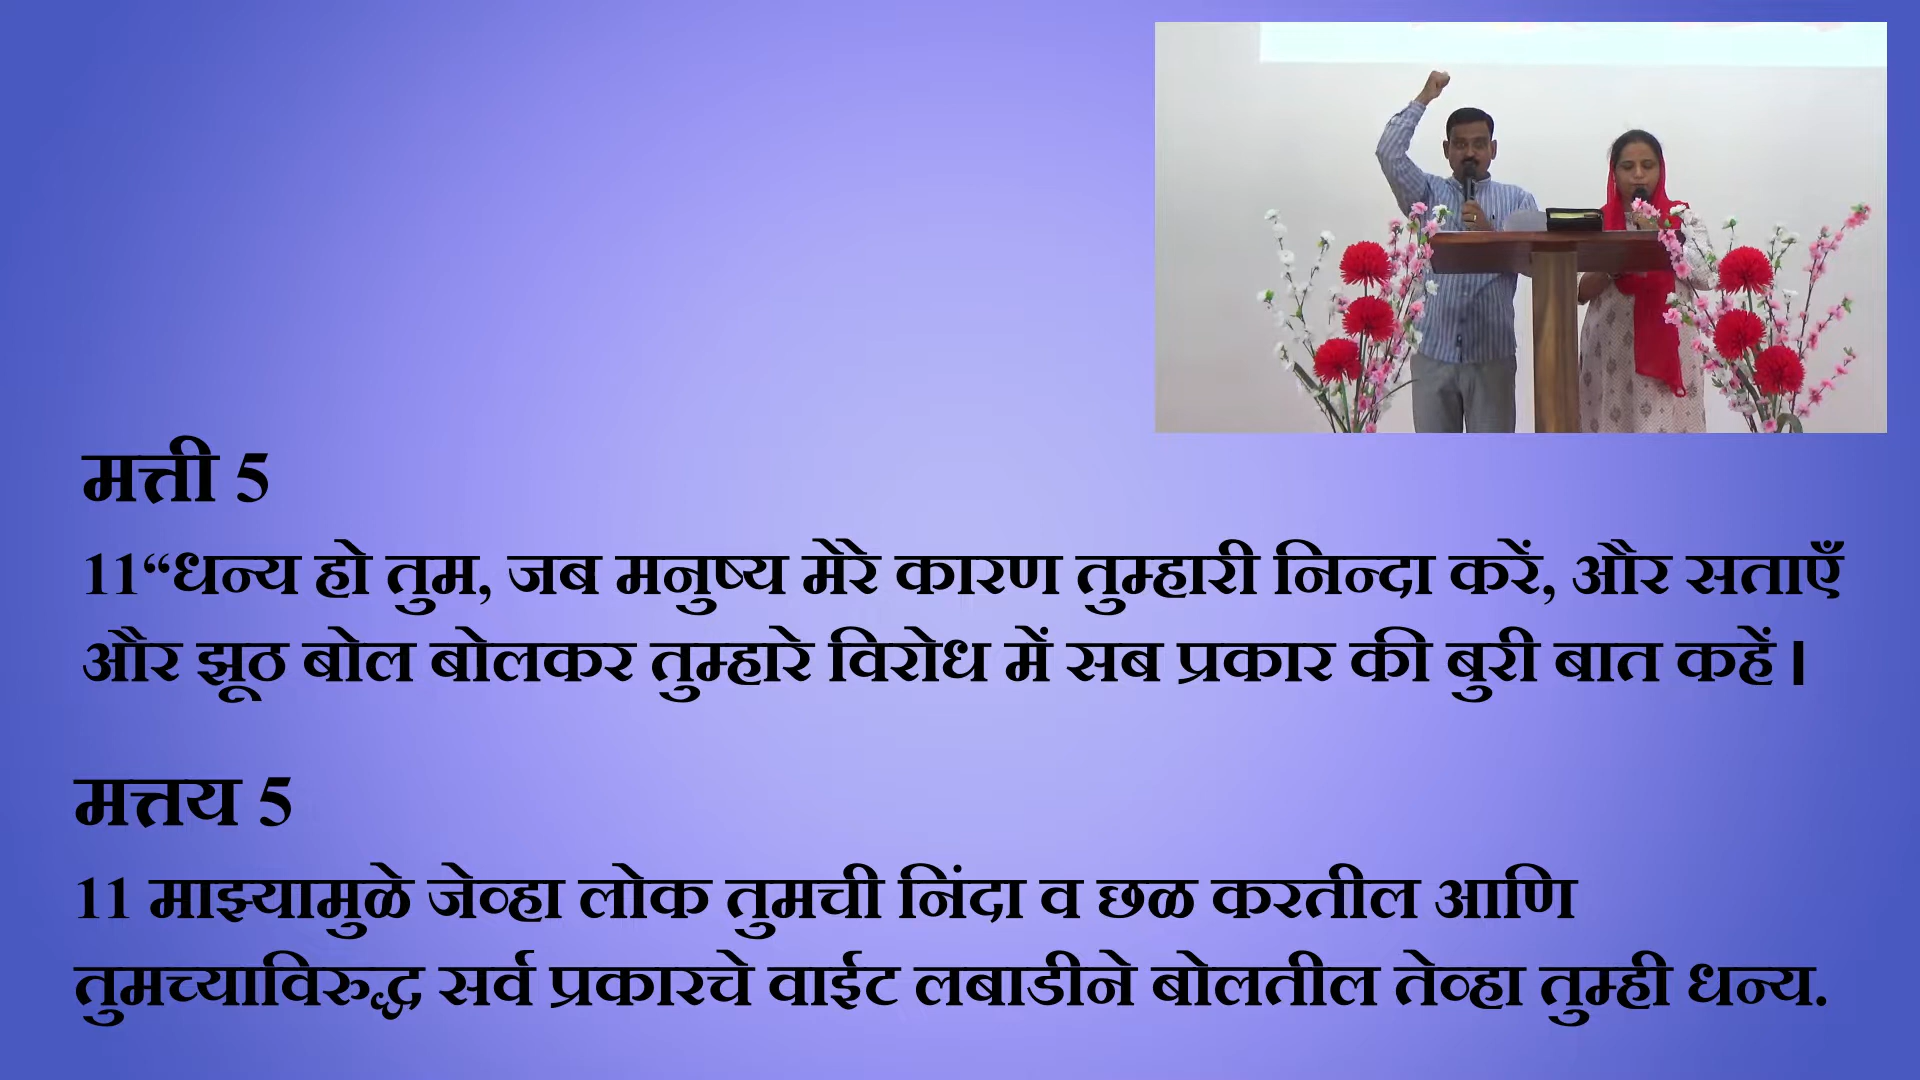 मत्ती 5
11“धन्य हो तुम, जब मनुष्य मेरे कारण तुम्हारी निन्दा करें, और सताएँ
और झूठ बोल बोलकर तुम्हारे विरोध में सब प्रकार की बुरी बात कहें ।
मत्तय 5
11 माझ्यामुळे जेव्हा लोक तुमची निंदा व छळ करतील आणि
तुमच्याविरुद्ध सर्व प्रकारचे वाईट लबाडीने बोलतील तेव्हा तुम्ही धन्य.